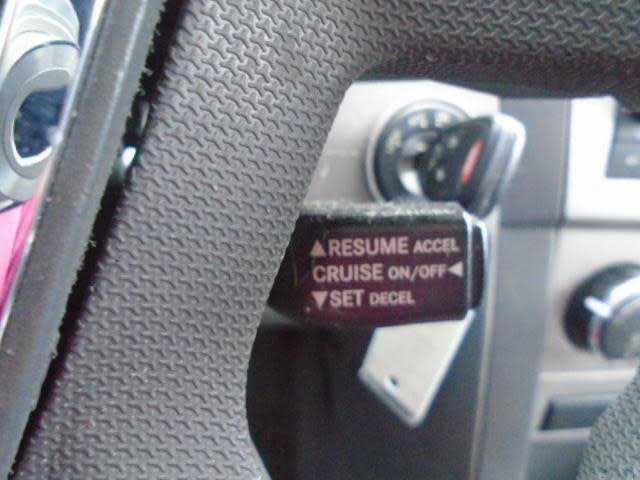 ▲RESUME ACCEL
CRUISE ON/OFF◄
▼SET DECEL